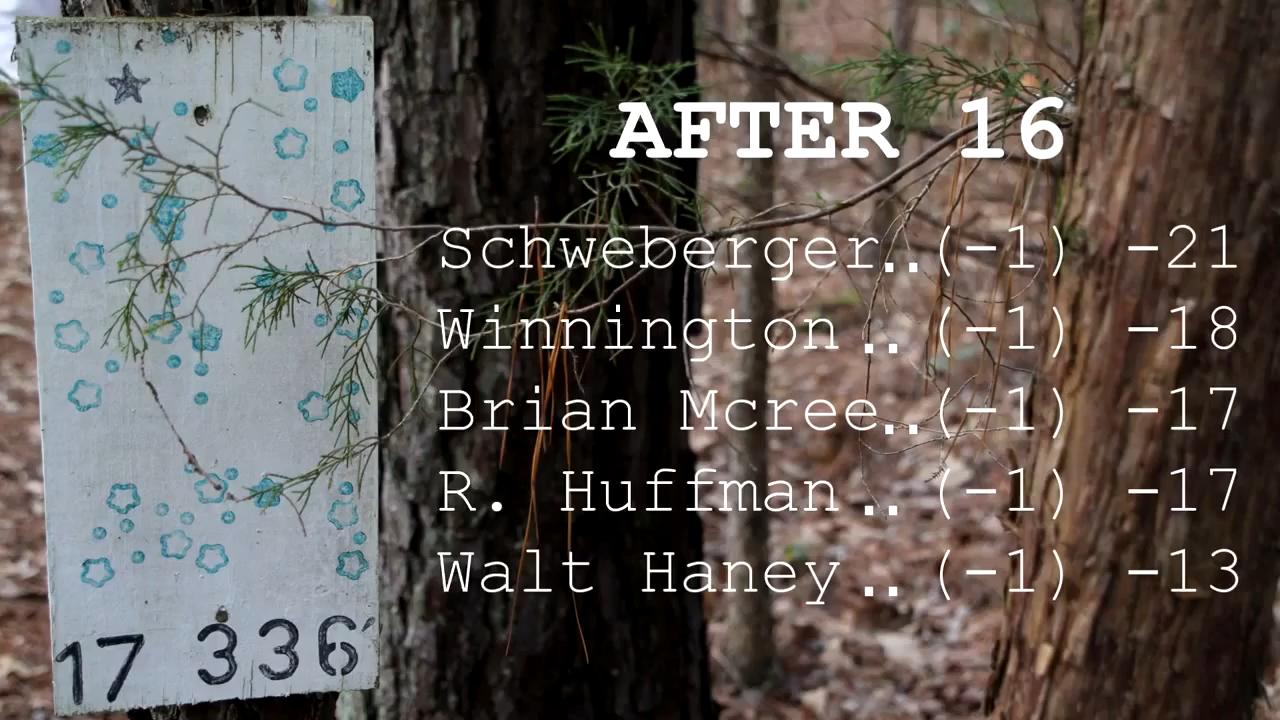 AFTER 16
Schweberger..(-1) -21
Winnington .. (-1) -18
Brian Mcree..(-1) -17
R. Huffman .. (-1) -17
Walt Haney .. (-1) -13
17 336'